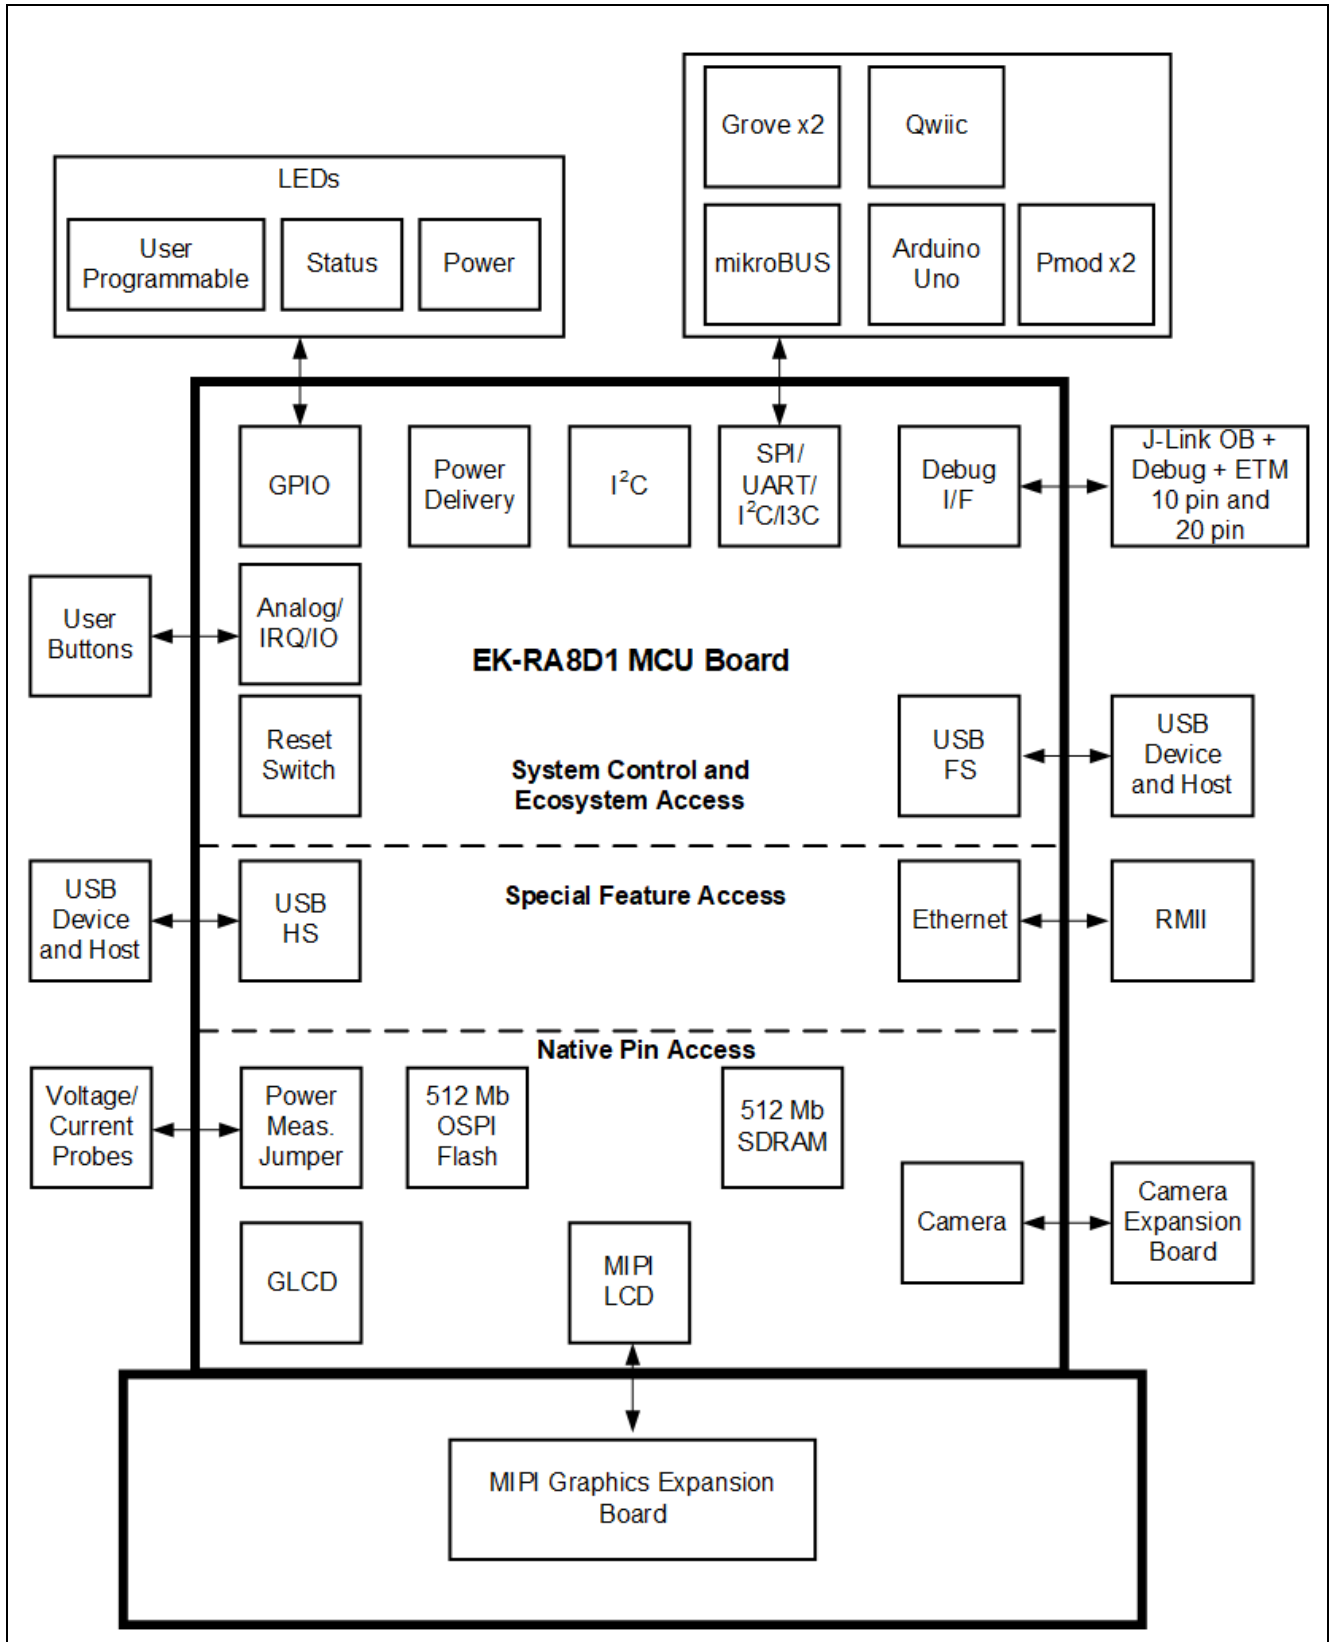 Grove x2
Qwiic
LEDs
User
Programmable
Status
Power
mikroBUS
Arduino
Uno
Pmod x2
GPIO
Power
Delivery
I²C
SPI/
UART/
I²C/I3C
Debug
I/F
J-Link OB +
Debug + ETM
10 pin and
20 pin
User
Buttons
Analog/
IRQ/IO
EK-RA8D1 MCU Board
Reset
Switch
System Control and
Ecosystem Access
USB
FS
USB
Device
and Host
USB
Device
and Host
USB
HS
Special Feature Access
Ethernet
RMII
Native Pin Access
Voltage/
Current
Probes
Power
Meas.
Jumper
512 Mb
OSPI
Flash
512 Mb
SDRAM
Camera
Camera
Expansion
Board
GLCD
MIPI
LCD
MIPI Graphics Expansion
Board